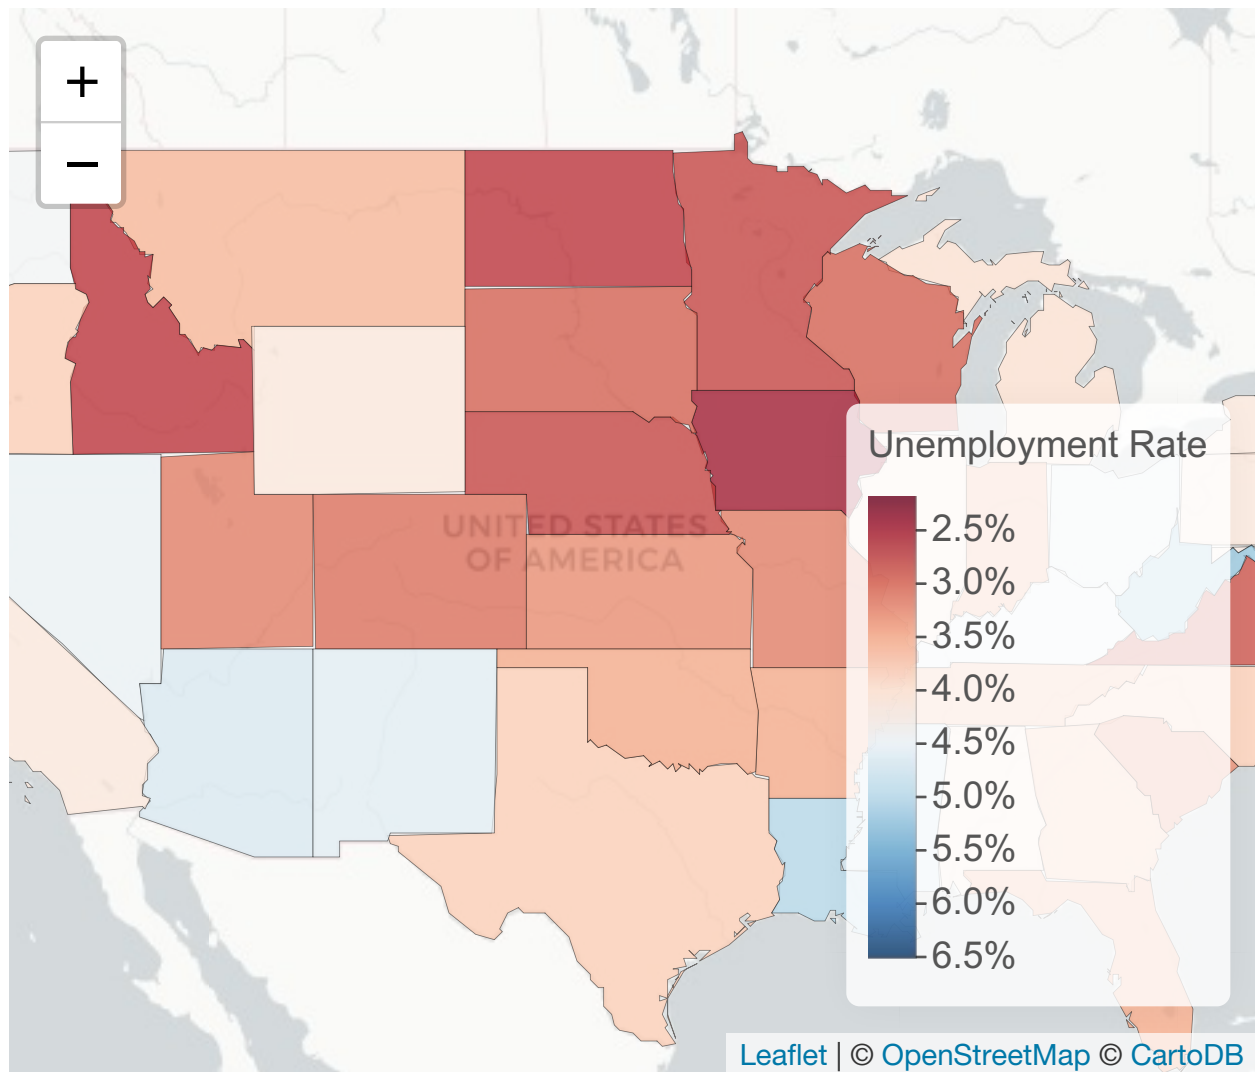 +
−
UNITED STATES
OF AMERICA
Unemployment Rate
2.5%
3.0%
3.5%
4.0%
4.5%
5.0%
5.5%
6.0%
6.5%
Leaflet | © OpenStreetMap © CartoDB